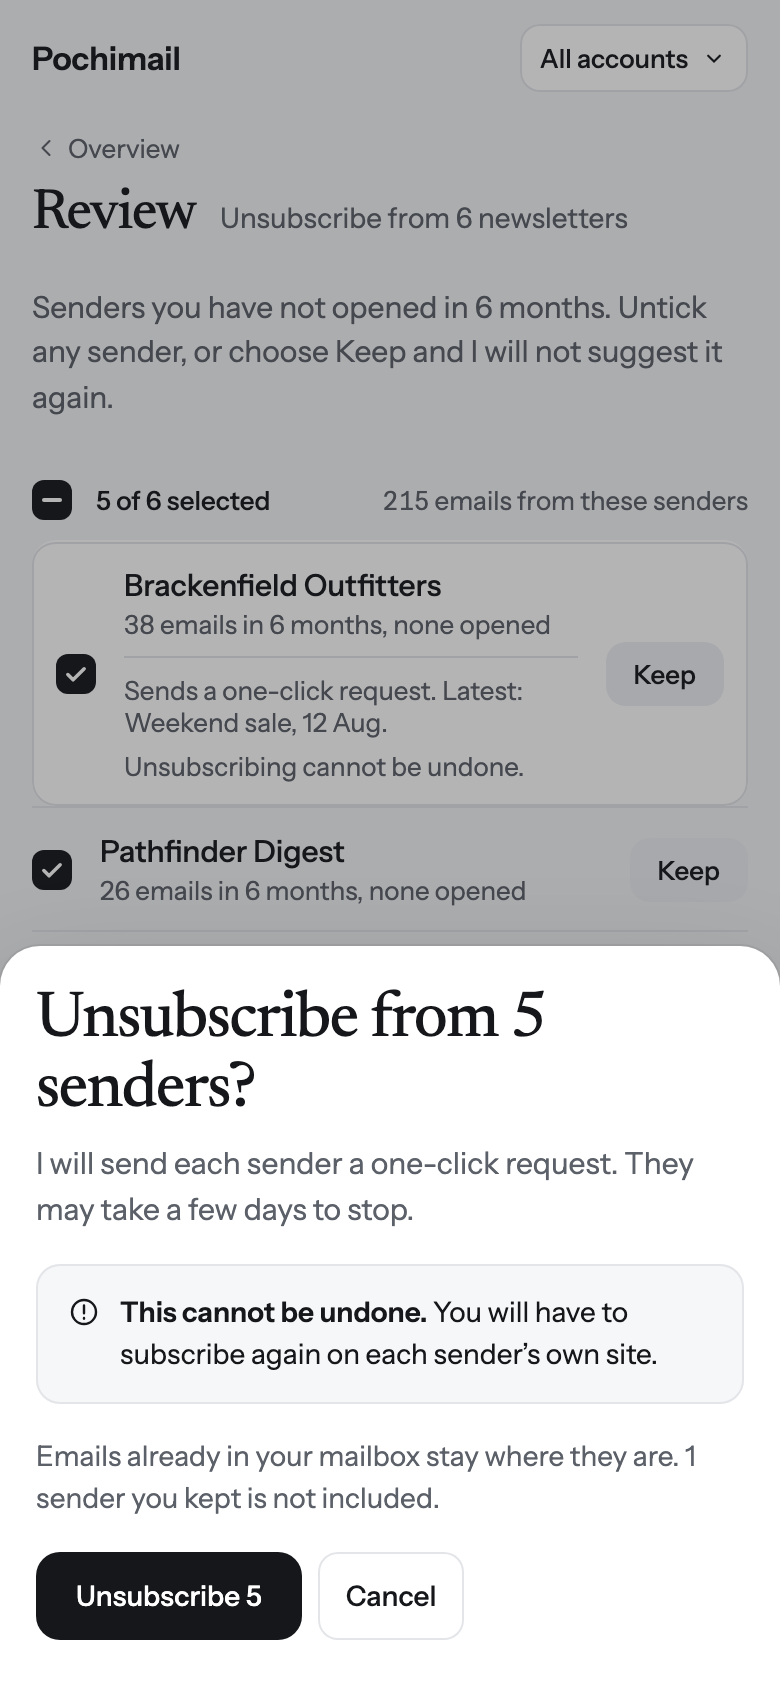 Pochimail
All accounts
Overview
Review
Unsubscribe from 6 newsletters
Senders you have not opened in 6 months. Untick
any sender, or choose Keep and I will not suggest it
again.
5 of 6 selected
215 emails from these senders
Brackenfield Outfitters
38 emails in 6 months, none opened
Sends a one-click request. Latest:
Weekend sale, 12 Aug.
Unsubscribing cannot be undone.
Keep
Pathfinder Digest
26 emails in 6 months, none opened
Keep
Unsubscribe from 5
senders?
I will send each sender a one-click request. They
may take a few days to stop.
This cannot be undone. You will have to
subscribe again on each sender’s own site.
Emails already in your mailbox stay where they are. 1
sender you kept is not included.
Unsubscribe 5
Cancel